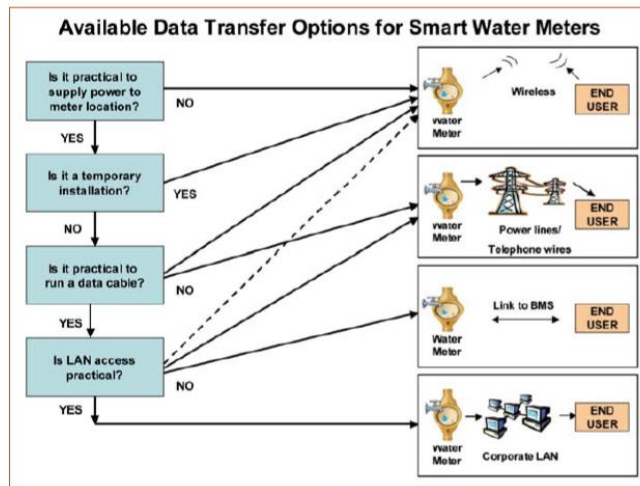 Available Data Transfer Options for Smart Water Meters
Is it practical to
supply power to
meter location?
NO
YES
Is it a temporary
installation?
YES
NO
Is it practical to
run a data cable?
NO
YES
Is LAN access
practical?
NO
YES
Wireless
Water
Meter
END
USER
Water
Meter
Power lines/
Telephone wires
END
USER
Water
Meter
Link to BMS
END
USER
Water
Meter
Corporate LAN
END
USER